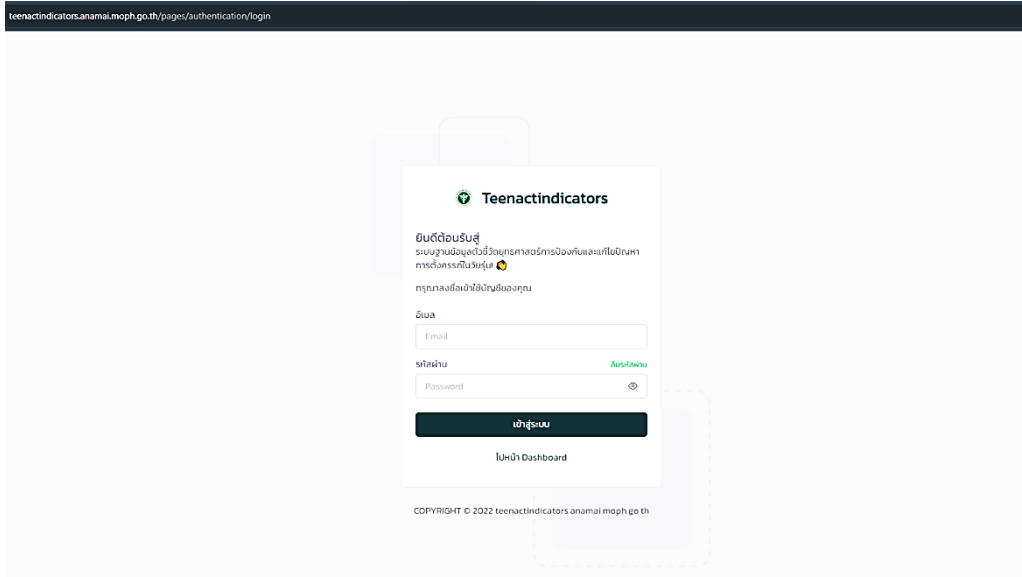 teenactindicators.anamai.moph.go.th/pages/authentication/login
Teenactindicators
ยินดีต้อนรับสู่
ระบบฐานข้อมูลตัวชี้วัดยุทธศาสตร์การป้องกันและแก้ไขปัญหา
การตั้งครรภ์ในวัยรุ่น!
กรุณาลงชื่อเข้าใช้บัญชีของคุณ
อีเมล
Email
รหัสผ่าน ลืมรหัสผ่าน
Password
เข้าสู่ระบบ
ไปหน้า Dashboard
COPYRIGHT © 2022 teenactindicators.anamai.moph.go.th